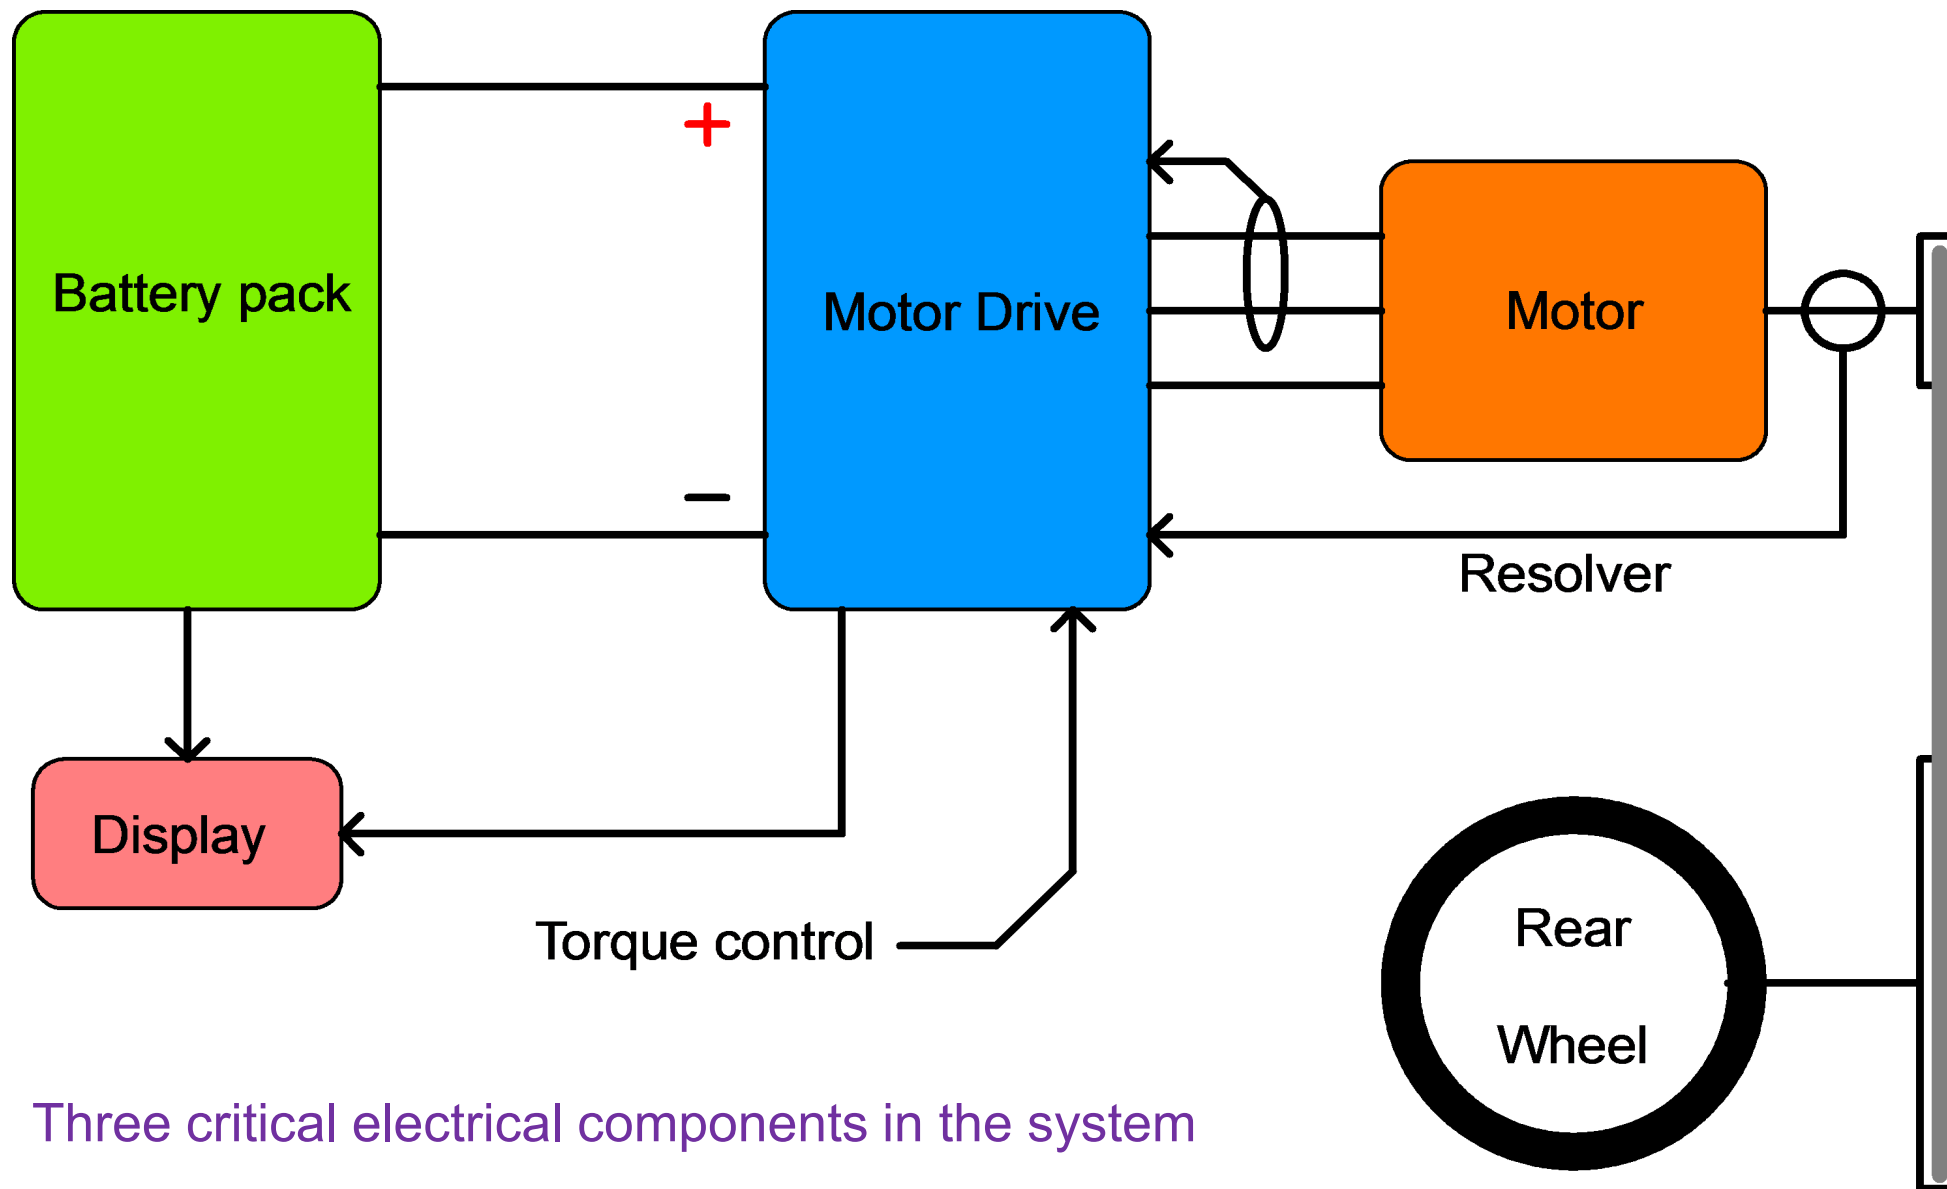 +
Battery pack
Motor Drive
Motor
−
Resolver
Display
Torque control
Rear
Wheel
Three critical electrical components in the system